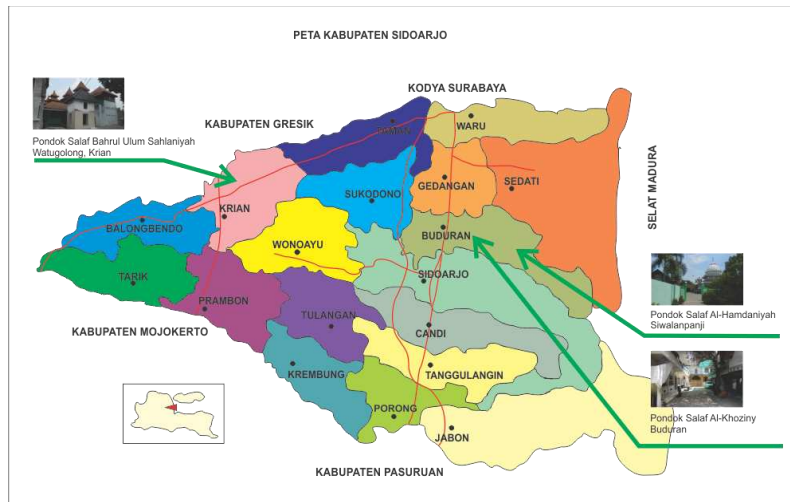 PETA KABUPATEN SIDOARJO
KODYA SURABAYA
KABUPATEN GRESIK
Pondok Salaf Bahrul Ulum Sahlaniyah
Watugolong, Krian
TAMAN
WARU
SUKODONO
GEDANGAN
SEDATI
SELAT MADURA
KRIAN
BALONGBENDO
WONOAYU
BUDURAN
TARIK
SIDOARJO
PRAMBON
TULANGAN
Pondok Salaf Al-Hamdaniyah
Siwalanpanji
KABUPATEN MOJOKERTO
CANDI
KREMBUNG
TANGGULANGIN
PORONG
JABON
Pondok Salaf Al-Khoziny
Buduran
KABUPATEN PASURUAN